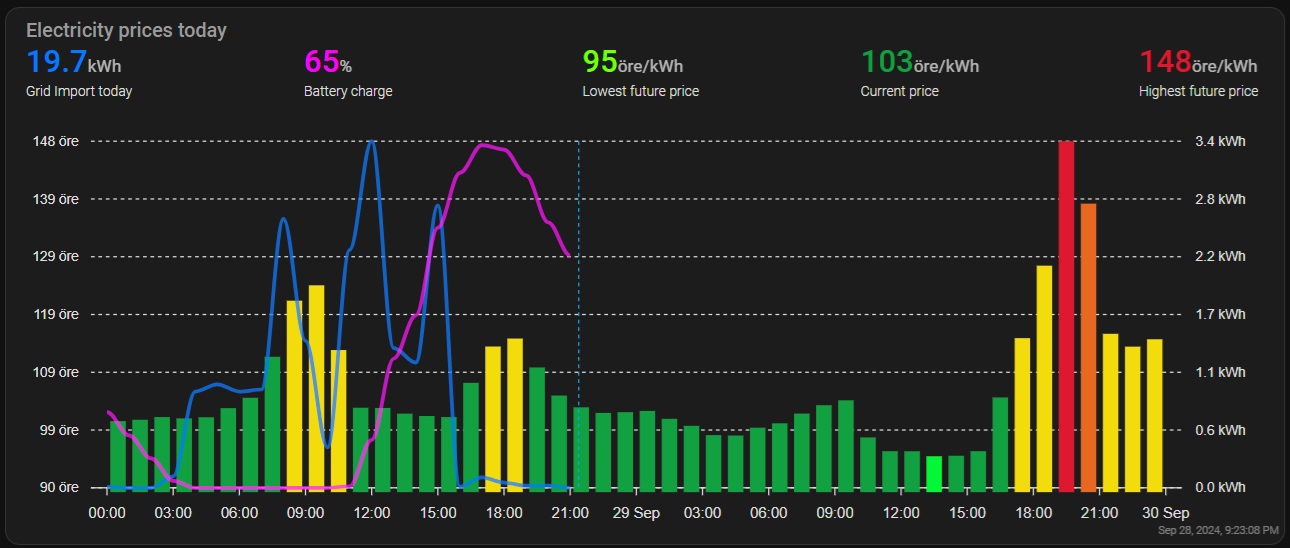 Electricity prices today
19.7kWh 65% 95öre/kWh 103öre/kWh 148öre/kWh
Grid Import today Battery charge Lowest future price Current price Highest future price
148 öre 3.4 kWh
139 öre 2.8 kWh
129 öre 2.2 kWh
119 öre 1.7 kWh
109 öre 1.1 kWh
99 öre 0.6 kWh
90 öre 0.0 kWh
00:00 03:00 06:00 09:00 12:00 15:00 18:00 21:00 29 Sep 03:00 06:00 09:00 12:00 15:00 18:00 21:00 30 Sep
Sep 28, 2024, 9:23:08 PM